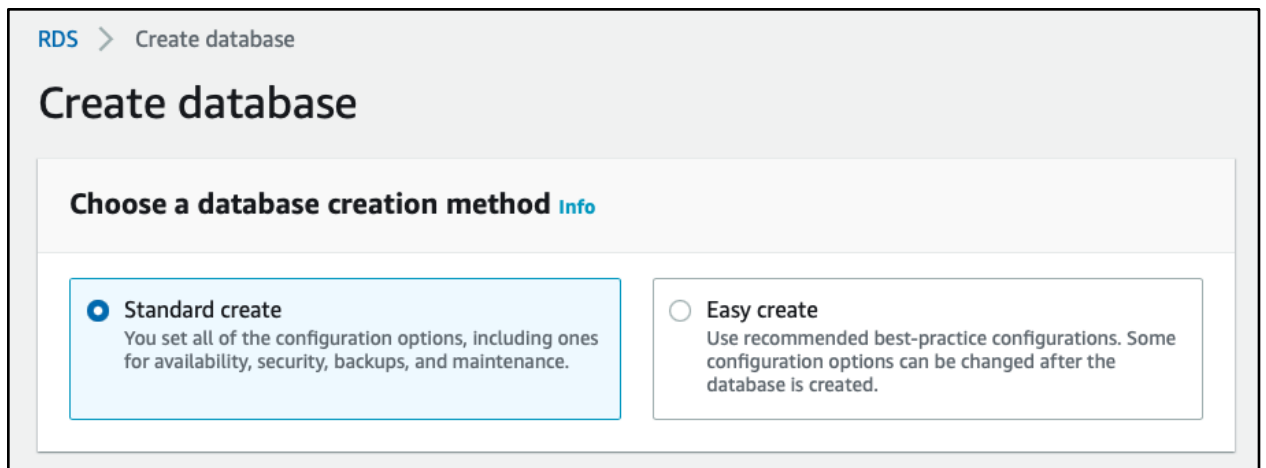 RDS > Create database
Create database
Choose a database creation method Info
Standard create
You set all of the configuration options, including ones
for availability, security, backups, and maintenance.
Easy create
Use recommended best-practice configurations. Some
configuration options can be changed after the
database is created.